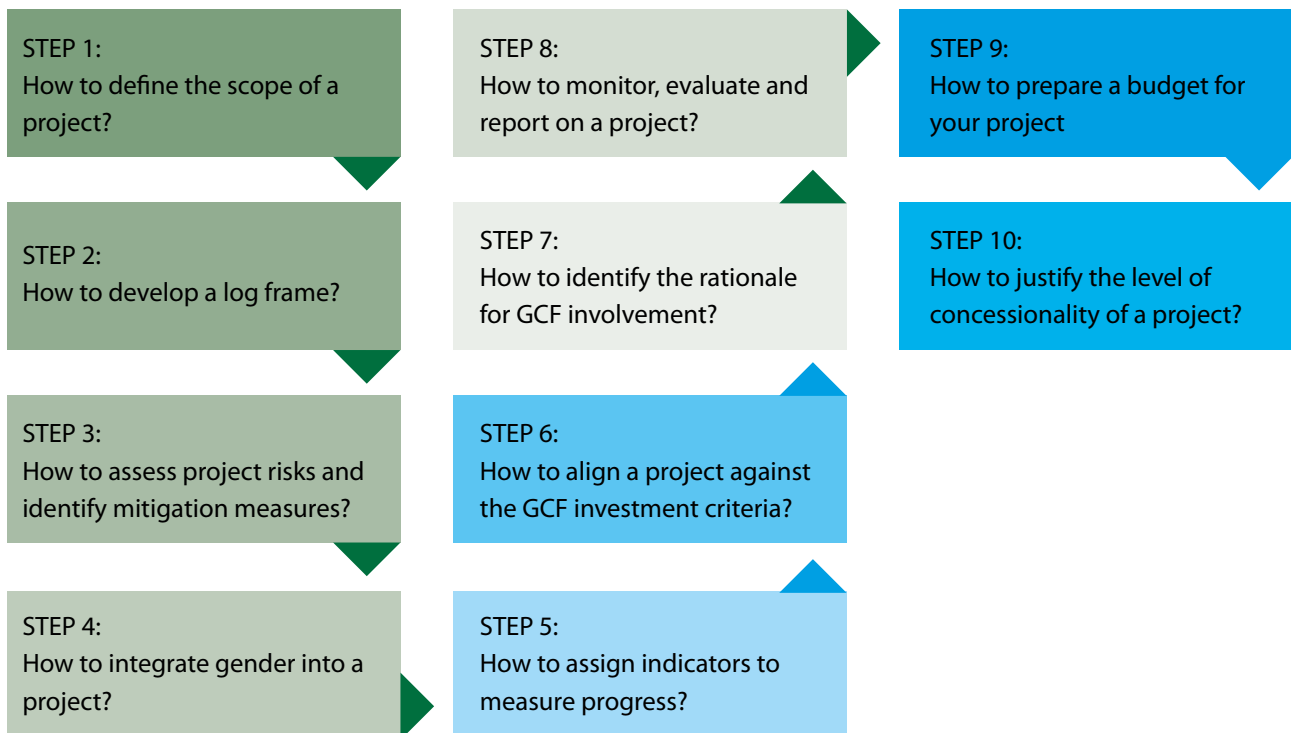 STEP 1:
How to define the scope of a
project?
STEP 2:
How to develop a log frame?
STEP 3:
How to assess project risks and
identify mitigation measures?
STEP 4:
How to integrate gender into a
project?
STEP 5:
How to assign indicators to
measure progress?
STEP 6:
How to align a project against
the GCF investment criteria?
STEP 7:
How to identify the rationale
for GCF involvement?
STEP 8:
How to monitor, evaluate and
report on a project?
STEP 9:
How to prepare a budget for
your project
STEP 10:
How to justify the level of
concessionality of a project?